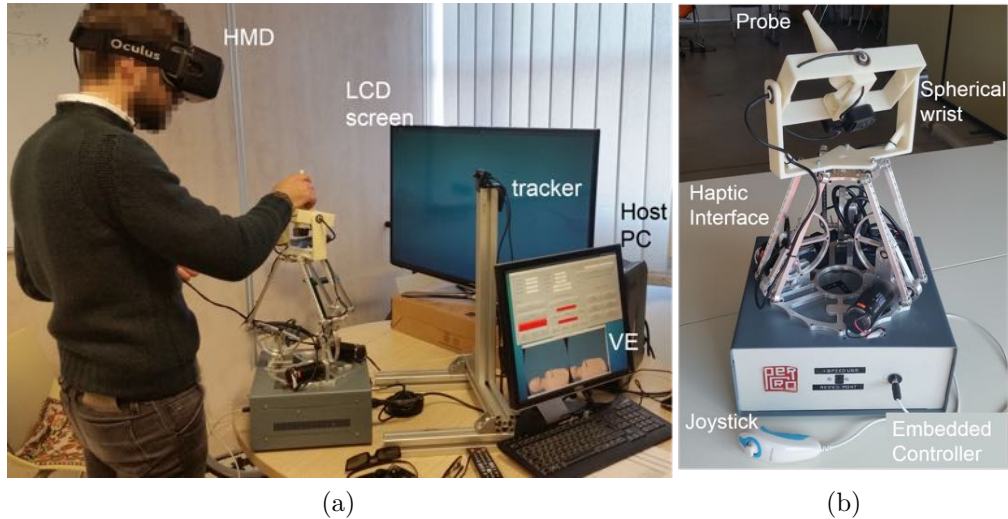 Oculus
HMD
LCD
screen
tracker
Host
PC
VE
Probe
Spherical
wrist
Haptic
Interface
PERCRO
Joystick
Embedded
Controller
(a)
(b)